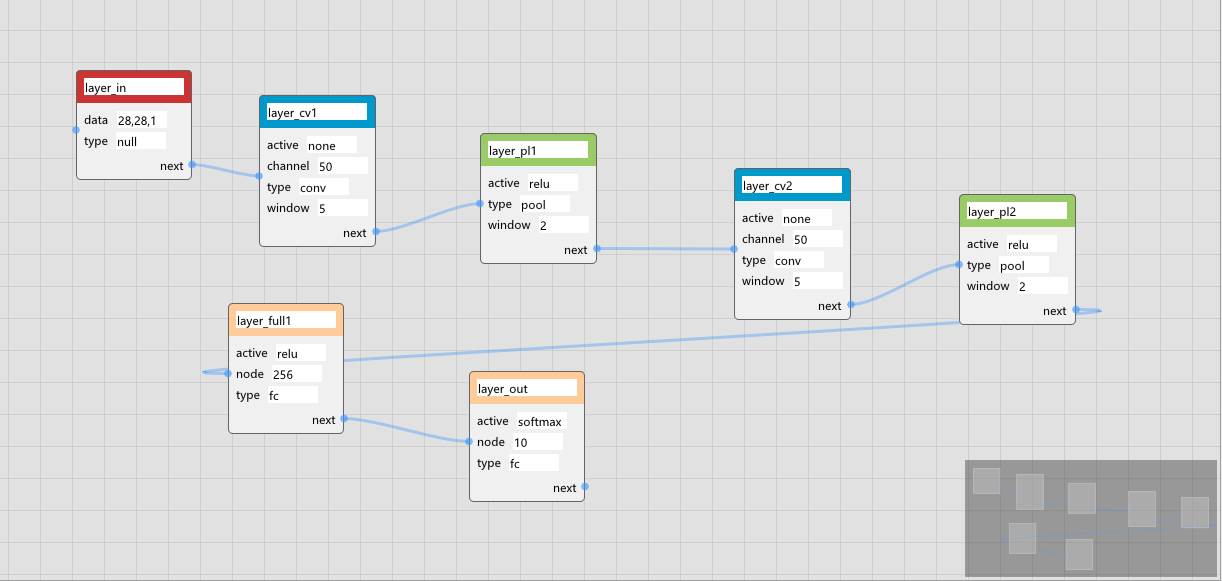 layer_in
data 28,28,1
type null
next
layer_cv1
active none
channel 50
type conv
window 5
next
layer_pl1
active relu
type pool
window 2
next
layer_cv2
active none
channel 50
type conv
window 5
next
layer_pl2
active relu
type pool
window 2
next
layer_full1
active relu
node 256
type fc
next
layer_out
active softmax
node 10
type fc
next